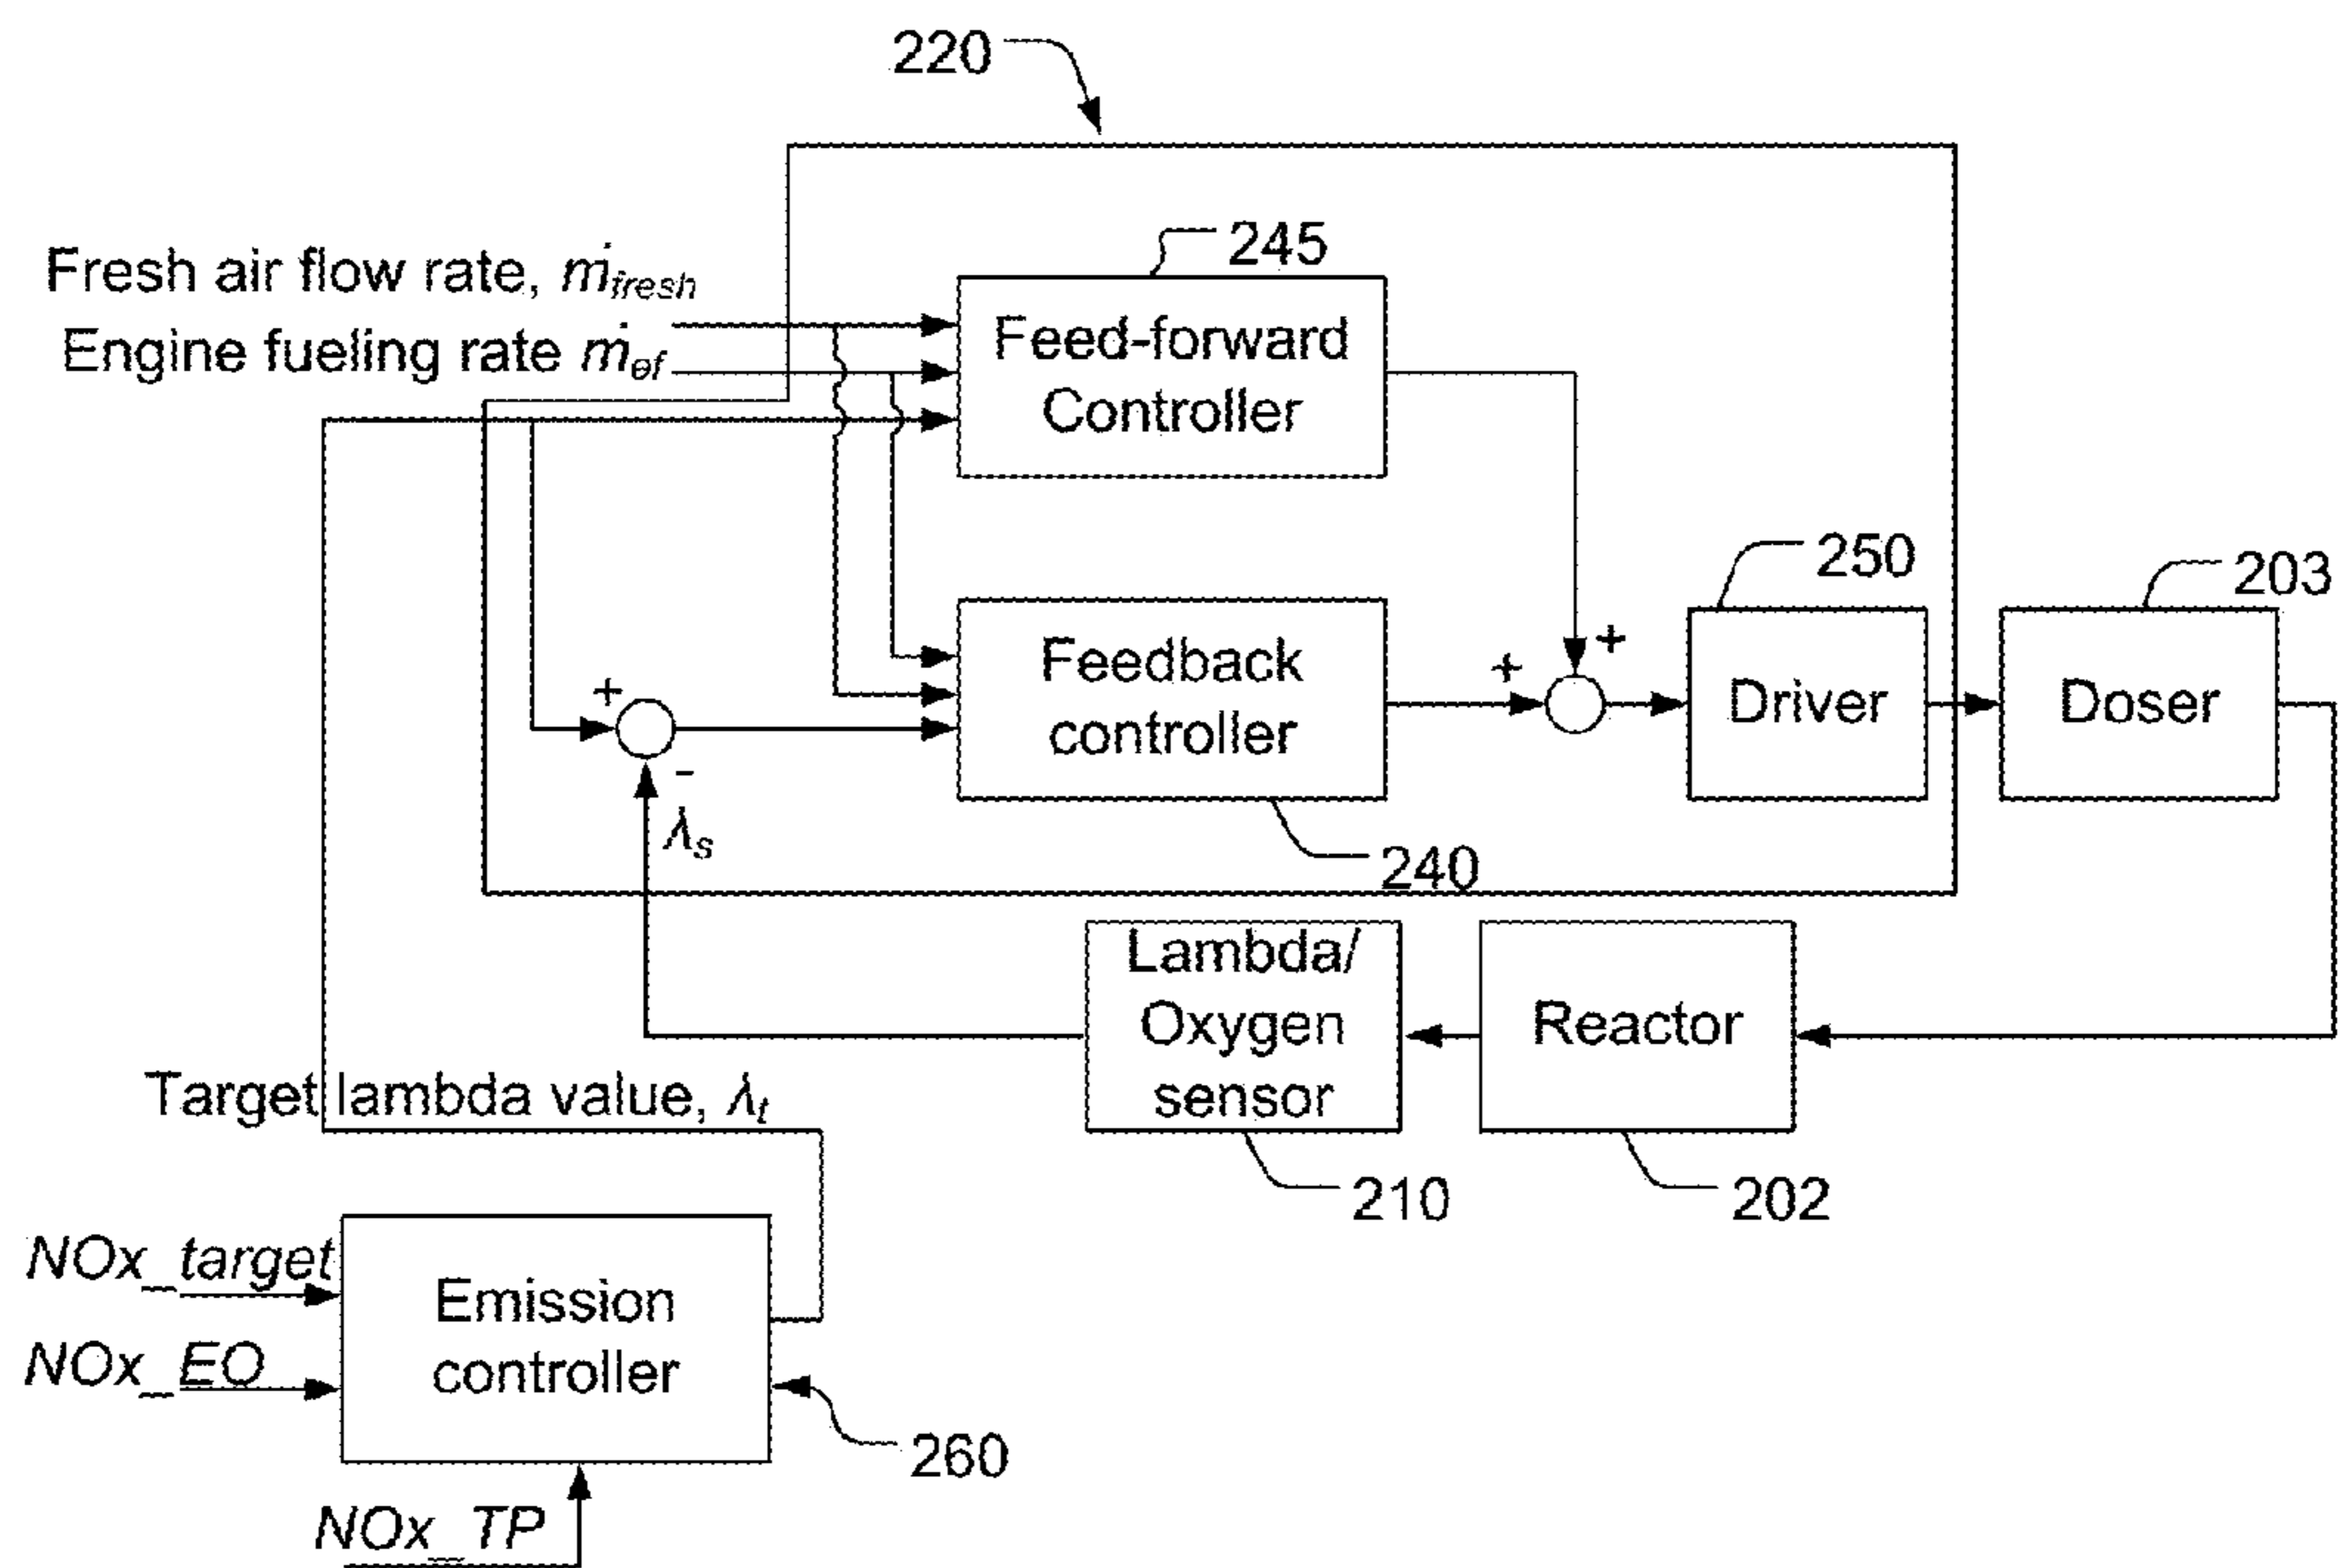 220
245
Fresh air flow rate, ṁfresh
Engine fueling rate ṁef
Feed-forward
Controller
250
203
+
+
+
Feedback
controller
Driver
Doser
-
λs
240
Lambda/
Oxygen
sensor
Reactor
Target lambda value, λt
210
202
NOx_target
Emission
controller
NOx_EO
260
NOx_TP